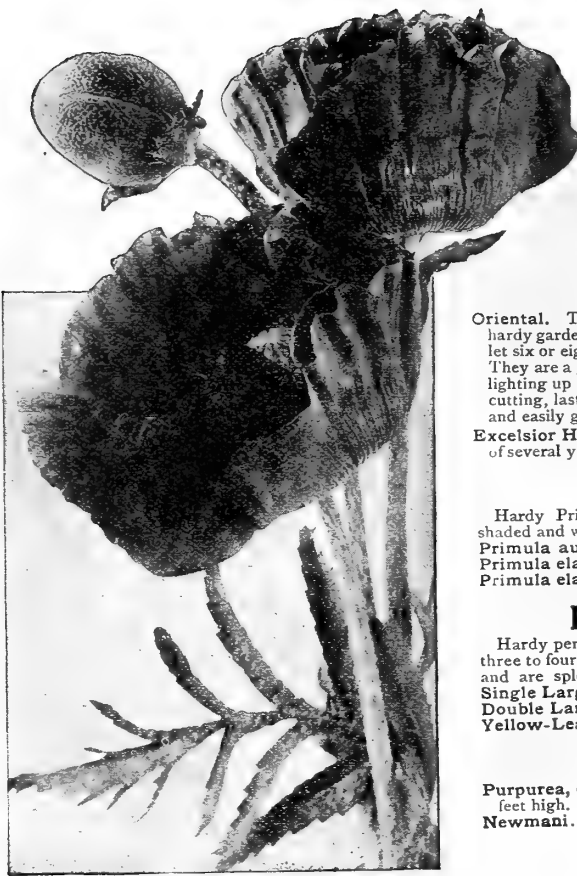 Oriental. T
hardy garde
let six or eig
They are a
lighting up
cutting, last
and easily g
Excelsior H
of several y
Hardy Pri
shaded and w
Primula au
Primula ela
Primula ela
Hardy per
three to four
and are sple
Single Larg
Double Lar
Yellow-Lea
Purpurea,
feet high.
Newmani.